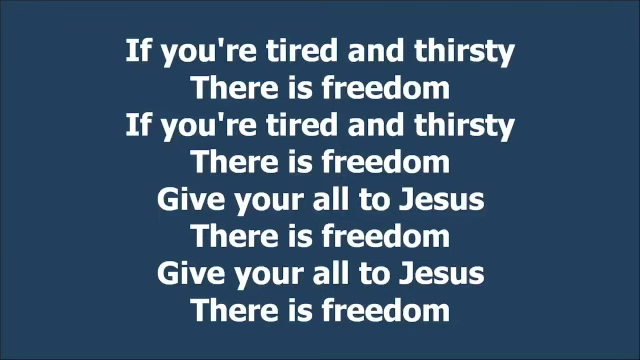 If you're tired and thirsty
There is freedom
If you're tired and thirsty
There is freedom
Give your all to Jesus
There is freedom
Give your all to Jesus
There is freedom